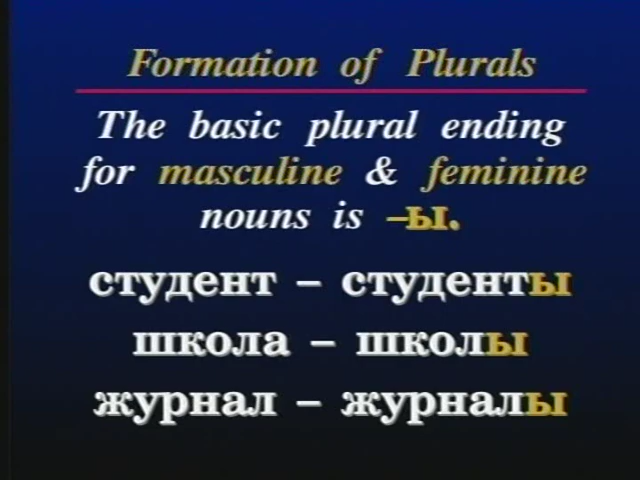 Formation of Plurals
The basic plural ending
for masculine & feminine
nouns is –ы.
студент – студенты
школа – школы
журнал – журналы